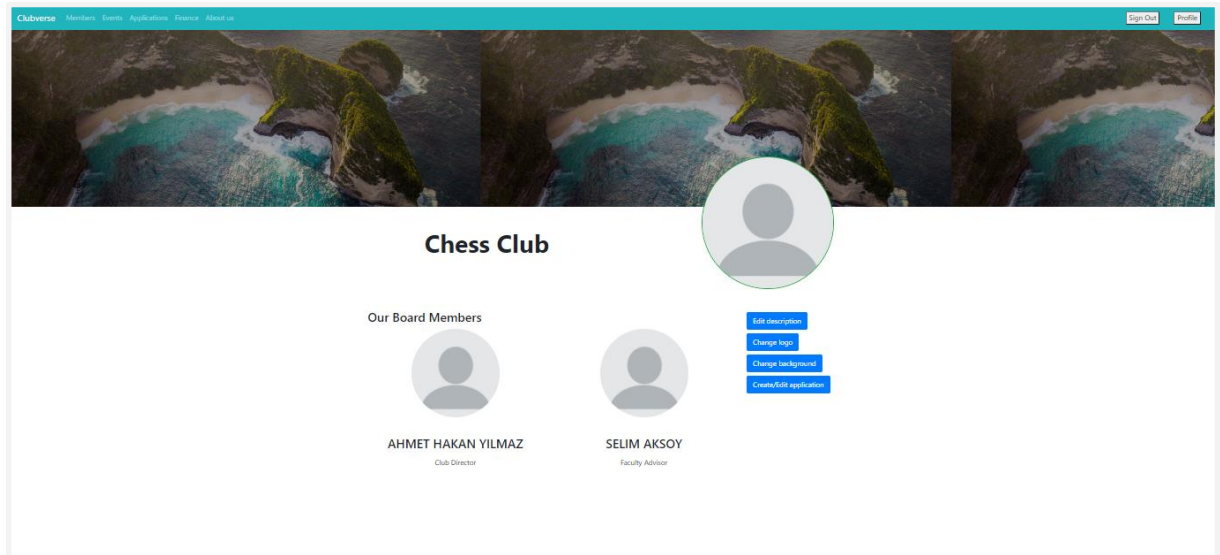 Clubverse Members Events Applications Finance About us Sign Out Profile
Chess Club
Our Board Members
Edit description
Change logo
Change background
Create/Edit application
AHMET HAKAN YILMAZ
Club Director
SELIM AKSOY
Faculty Advisor